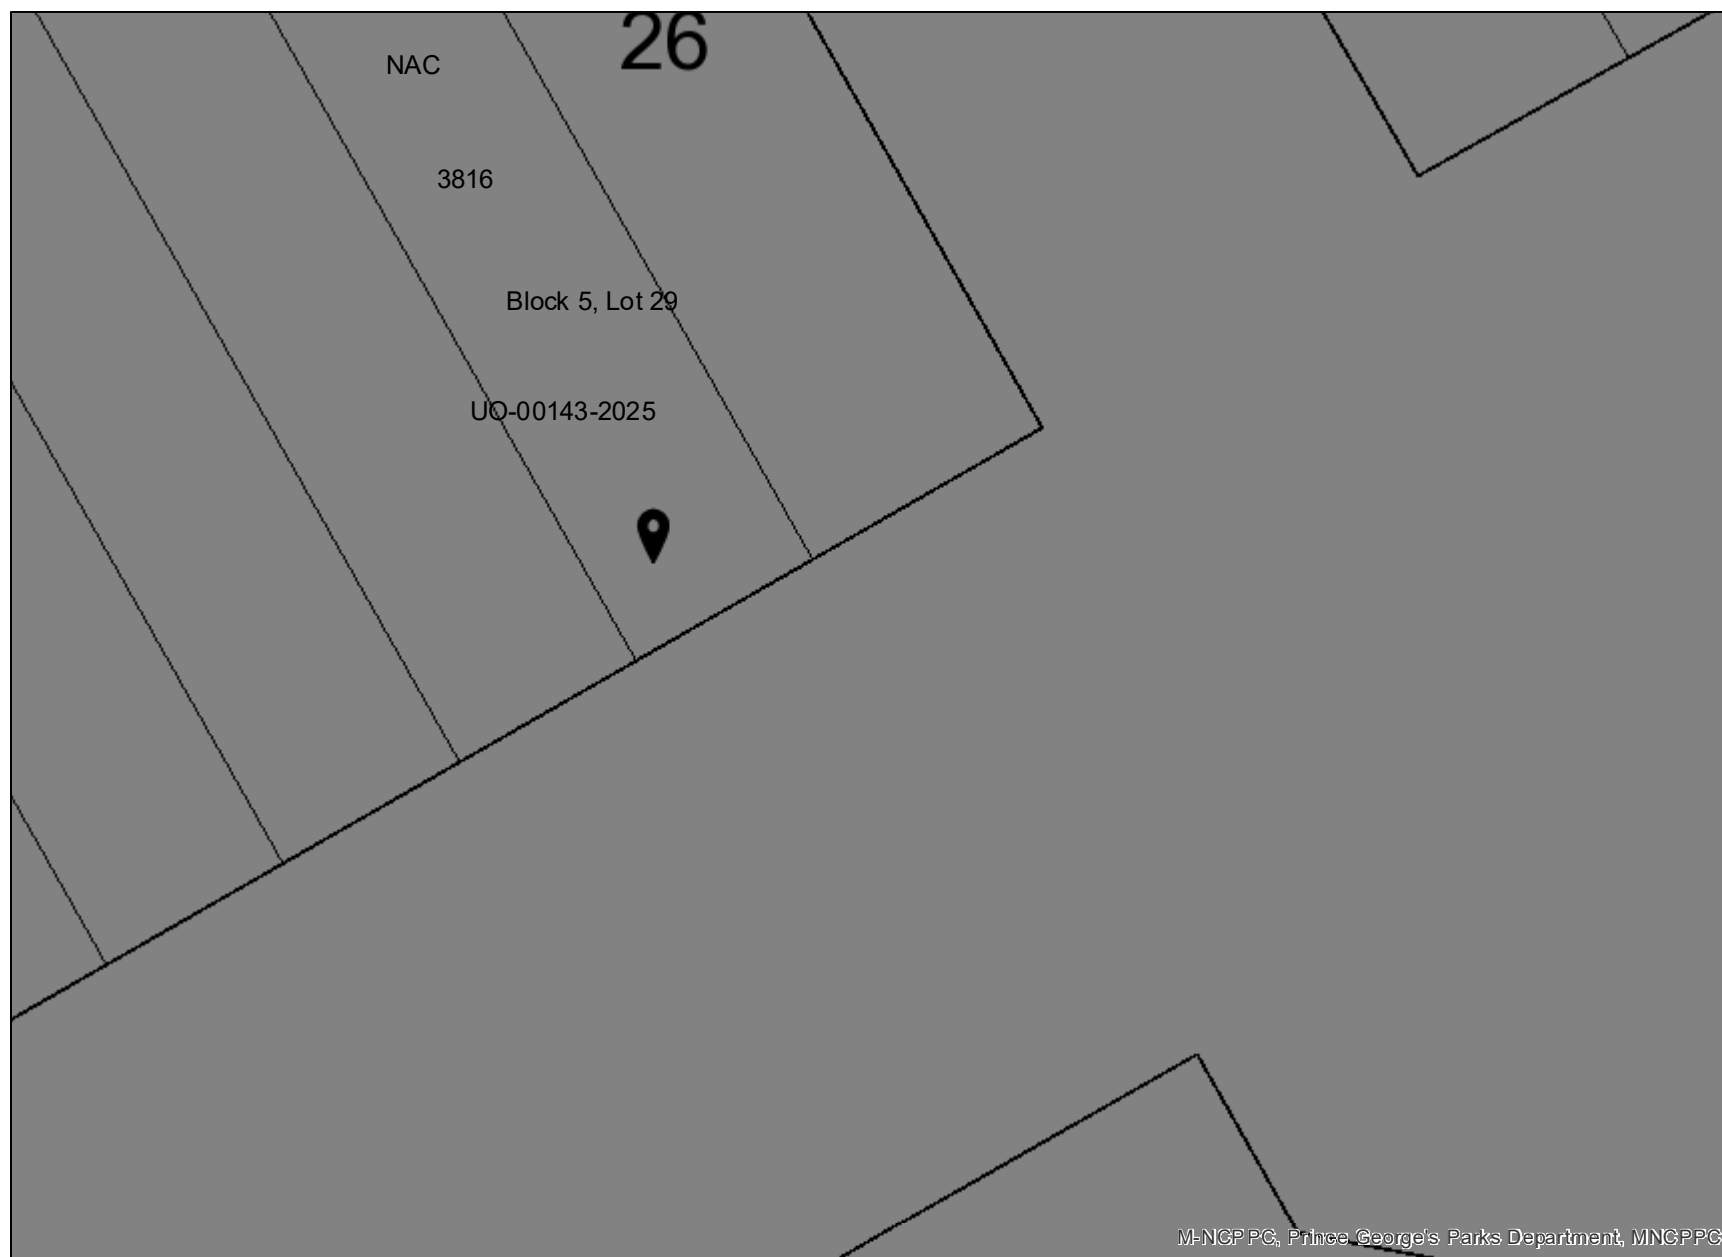 26
NAC
3816
Block 5, Lot 29
UO-00143-2025
M-NCPPC, Prince George's Parks Department, MNCPPC